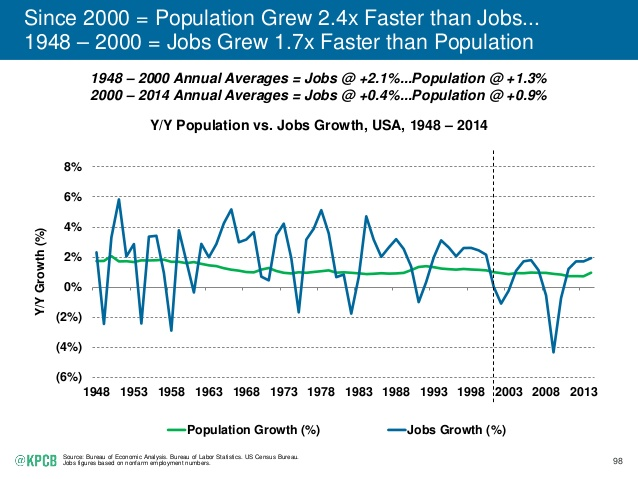 Since 2000 = Population Grew 2.4x Faster than Jobs...
1948 – 2000 = Jobs Grew 1.7x Faster than Population
1948 – 2000 Annual Averages = Jobs @ +2.1%...Population @ +1.3%
2000 – 2014 Annual Averages = Jobs @ +0.4%...Population @ +0.9%
Y/Y Population vs. Jobs Growth, USA, 1948 – 2014
Y/Y Growth (%)
8%
6%
4%
2%
0%
(2%)
(4%)
(6%)
1948 1953 1958 1963 1968 1973 1978 1983 1988 1993 1998 2003 2008 2013
Population Growth (%) Jobs Growth (%)
@KPCB
Source: Bureau of Economic Analysis. Bureau of Labor Statistics. US Census Bureau.
Jobs figures based on nonfarm employment numbers.
98